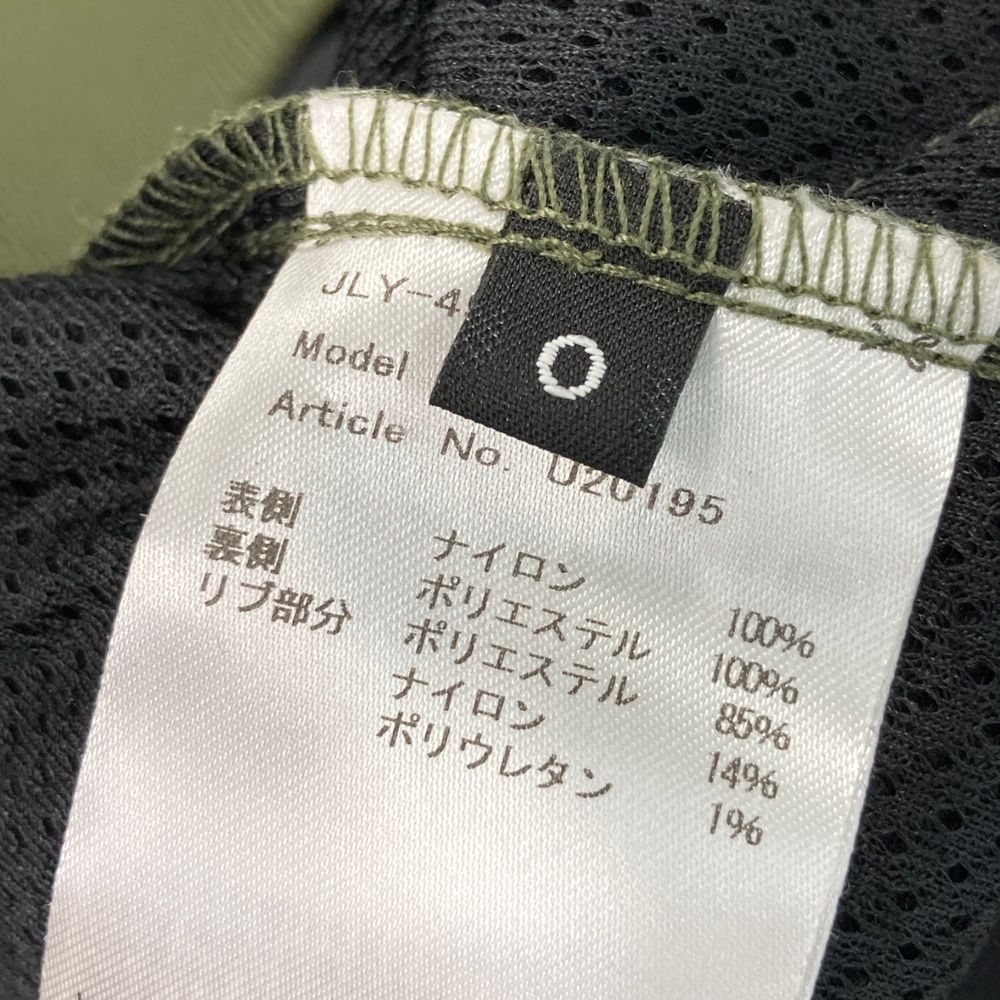 JLY-4
O
Model
Article No. U20195
表側 ナイロン 100%
裏側 ポリエステル 100%
リブ部分 ポリエステル 85%
ナイロン 14%
ポリウレタン 1%